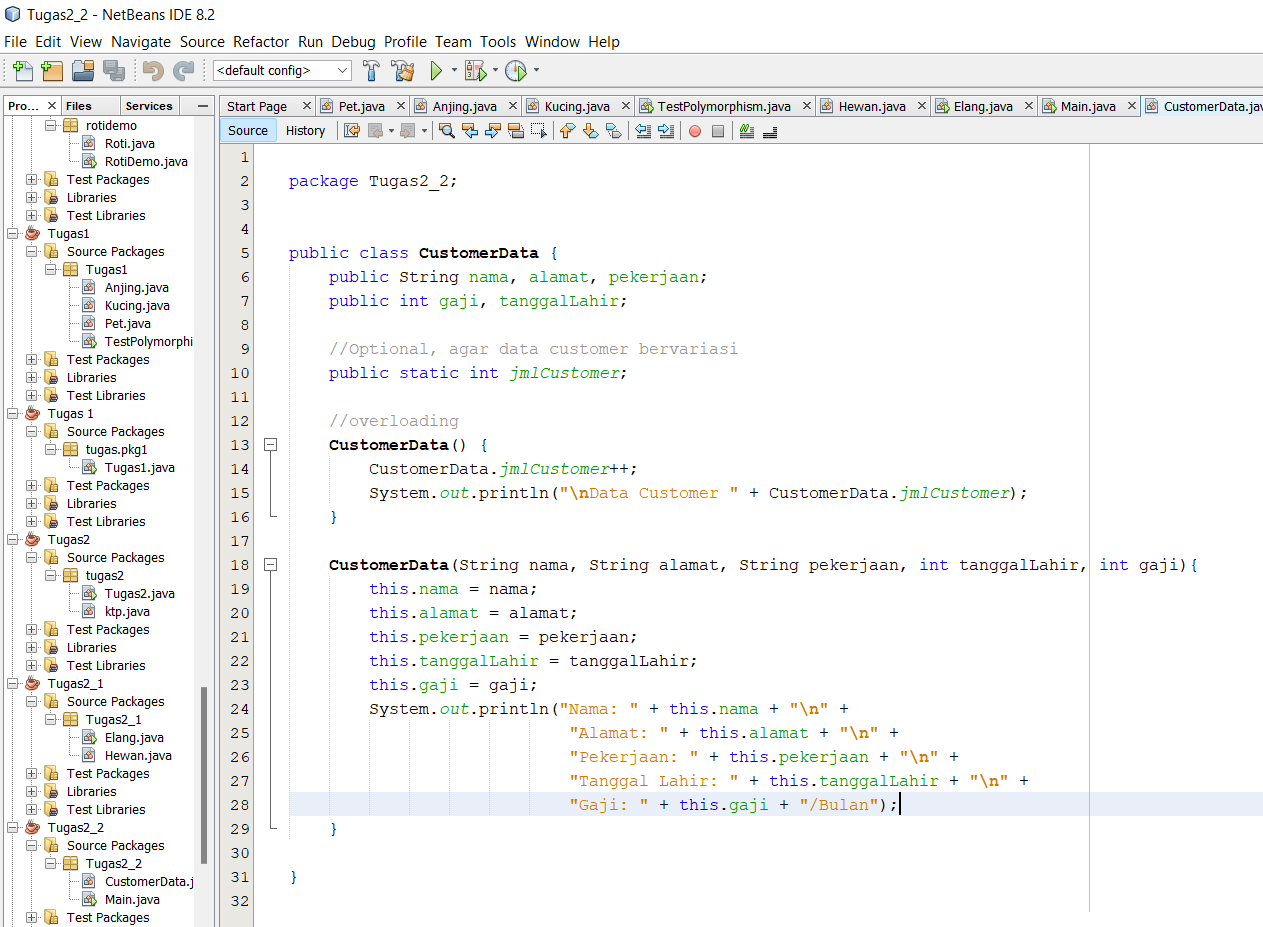 Tugas2_2 - NetBeans IDE 8.2
File Edit View Navigate Source Refactor Run Debug Profile Team Tools Window Help
<default config>
Pro... Files Services
rotidemo
Roti.java
RotiDemo.java
Test Packages
Libraries
Test Libraries
Tugas1
Source Packages
Tugas1
Anjing.java
Kucing.java
Pet.java
TestPolymorphi
Test Packages
Libraries
Test Libraries
Tugas 1
Source Packages
tugas.pkg1
Tugas1.java
Test Packages
Libraries
Test Libraries
Tugas2
Source Packages
tugas2
Tugas2.java
ktp.java
Test Packages
Libraries
Test Libraries
Tugas2_1
Source Packages
Tugas2_1
Elang.java
Hewan.java
Test Packages
Libraries
Test Libraries
Tugas2_2
Source Packages
Tugas2_2
CustomerData.j
Main.java
Test Packages
Start Page Pet.java Anjing.java Kucing.java TestPolymorphism.java Hewan.java Elang.java Main.java CustomerData.jav
Source History
1
2 package Tugas2_2;
3
4
5 public class CustomerData {
6 public String nama, alamat, pekerjaan;
7 public int gaji, tanggalLahir;
8
9 //Optional, agar data customer bervariasi
10 public static int jmlCustomer;
11
12 //overloading
13 CustomerData() {
14 CustomerData.jmlCustomer++;
15 System.out.println("\nData Customer " + CustomerData.jmlCustomer);
16 }
17
18 CustomerData(String nama, String alamat, String pekerjaan, int tanggalLahir, int gaji){
19 this.nama = nama;
20 this.alamat = alamat;
21 this.pekerjaan = pekerjaan;
22 this.tanggalLahir = tanggalLahir;
23 this.gaji = gaji;
24 System.out.println("Nama: " + this.nama + "\n" +
25 "Alamat: " + this.alamat + "\n" +
26 "Pekerjaan: " + this.pekerjaan + "\n" +
27 "Tanggal Lahir: " + this.tanggalLahir + "\n" +
28 "Gaji: " + this.gaji + "/Bulan");
29 }
30
31 }
32